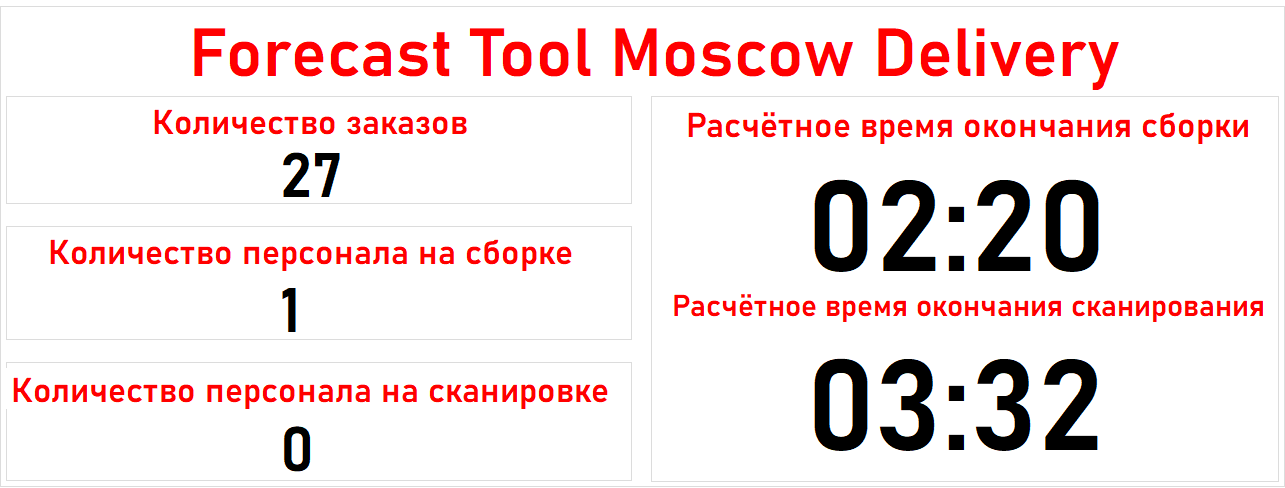 Forecast Tool Moscow Delivery
Количество заказов
27
Количество персонала на сборке
1
Количество персонала на сканировке
0
Расчётное время окончания сборки
02:20
Расчётное время окончания сканирования
03:32